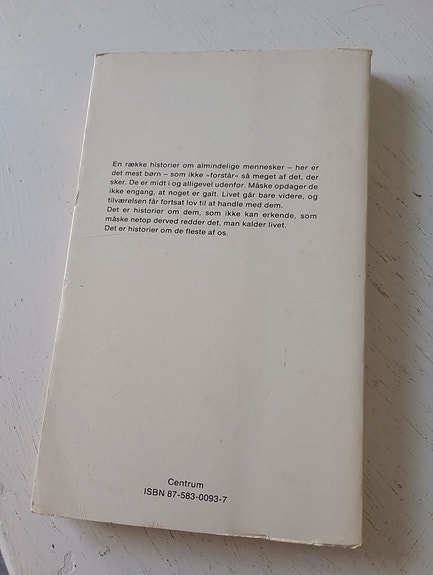 En række historier om almindelige mennesker – her er
det mest børn – som ikke »forstår« så meget af det, der
sker. De er midt i og alligevel udenfor. Måske opdager de
ikke engang, at noget er galt. Livet går bare videre, og
tilværelsen får fortsat lov til at handle med dem.
Det er historier om dem, som ikke kan erkende, som
måske netop derved redder det, man kalder livet.
Det er historier om de fleste af os.
Centrum
ISBN 87-583-0093-7